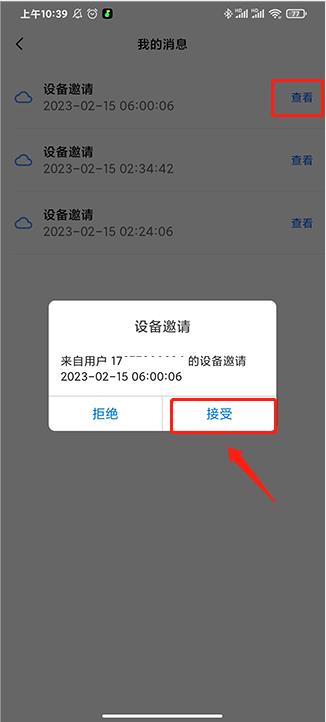 上午10:39
77
我的消息
设备邀请
2023-02-15 06:00:06
查看
设备邀请
2023-02-15 02:34:42
查看
设备邀请
2023-02-15 02:24:06
查看
设备邀请
来自用户 17 的设备邀请
2023-02-15 06:00:06
拒绝
接受